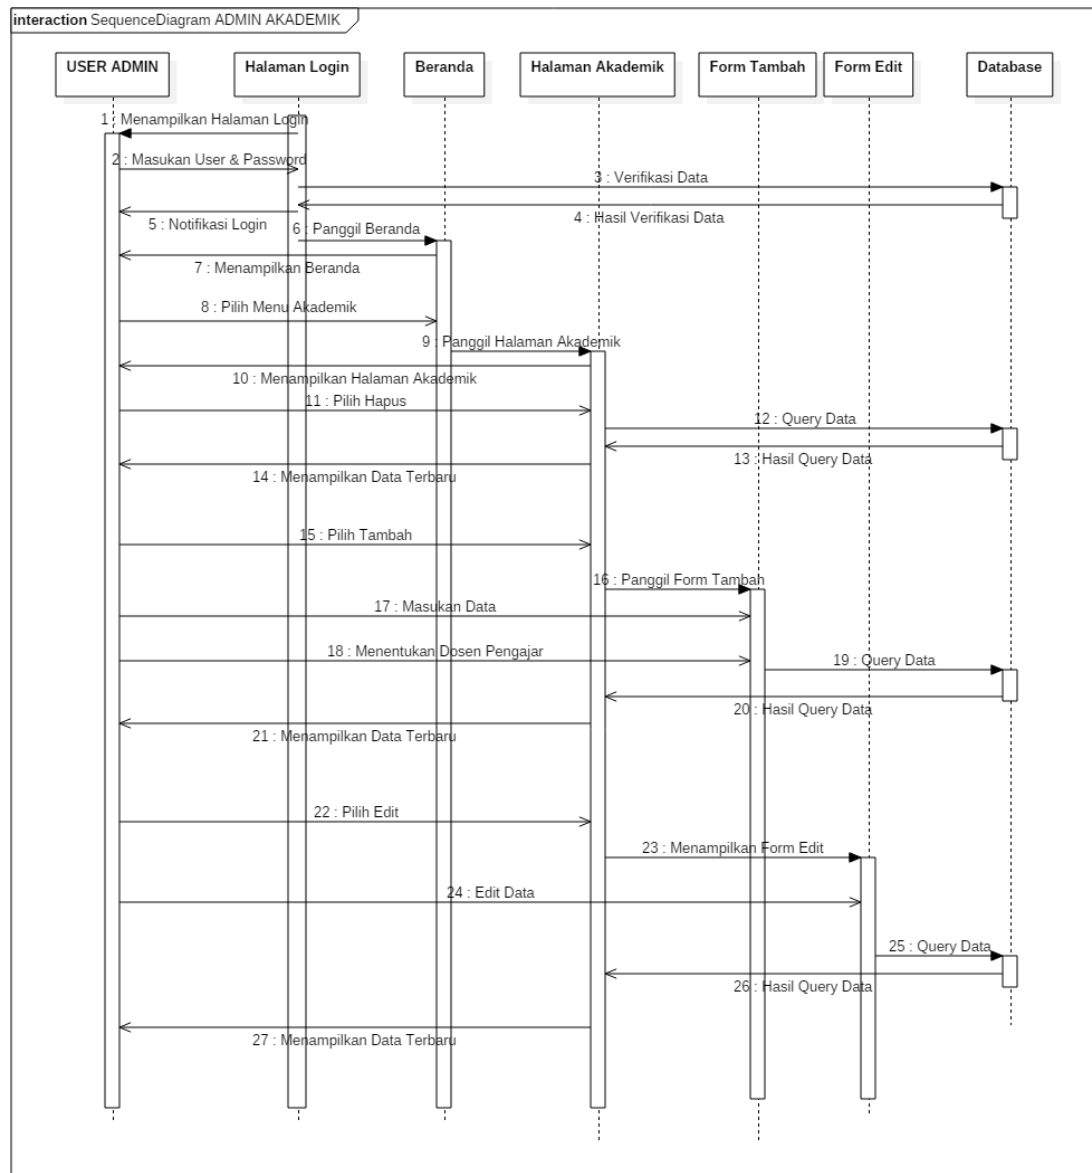 interaction SequenceDiagram ADMIN AKADEMIK
USER ADMIN
Halaman Login
Beranda
Halaman Akademik
Form Tambah
Form Edit
Database
1 : Menampilkan Halaman Login
2 : Masukan User & Password
3 : Verifikasi Data
4 : Hasil Verifikasi Data
5 : Notifikasi Login
6 : Panggil Beranda
7 : Menampilkan Beranda
8 : Pilih Menu Akademik
9 : Panggil Halaman Akademik
10 : Menampilkan Halaman Akademik
11 : Pilih Hapus
12 : Query Data
13 : Hasil Query Data
14 : Menampilkan Data Terbaru
15 : Pilih Tambah
16 : Panggil Form Tambah
17 : Masukan Data
18 : Menentukan Dosen Pengajar
19 : Query Data
20 : Hasil Query Data
21 : Menampilkan Data Terbaru
22 : Pilih Edit
23 : Menampilkan Form Edit
24 : Edit Data
25 : Query Data
26 : Hasil Query Data
27 : Menampilkan Data Terbaru